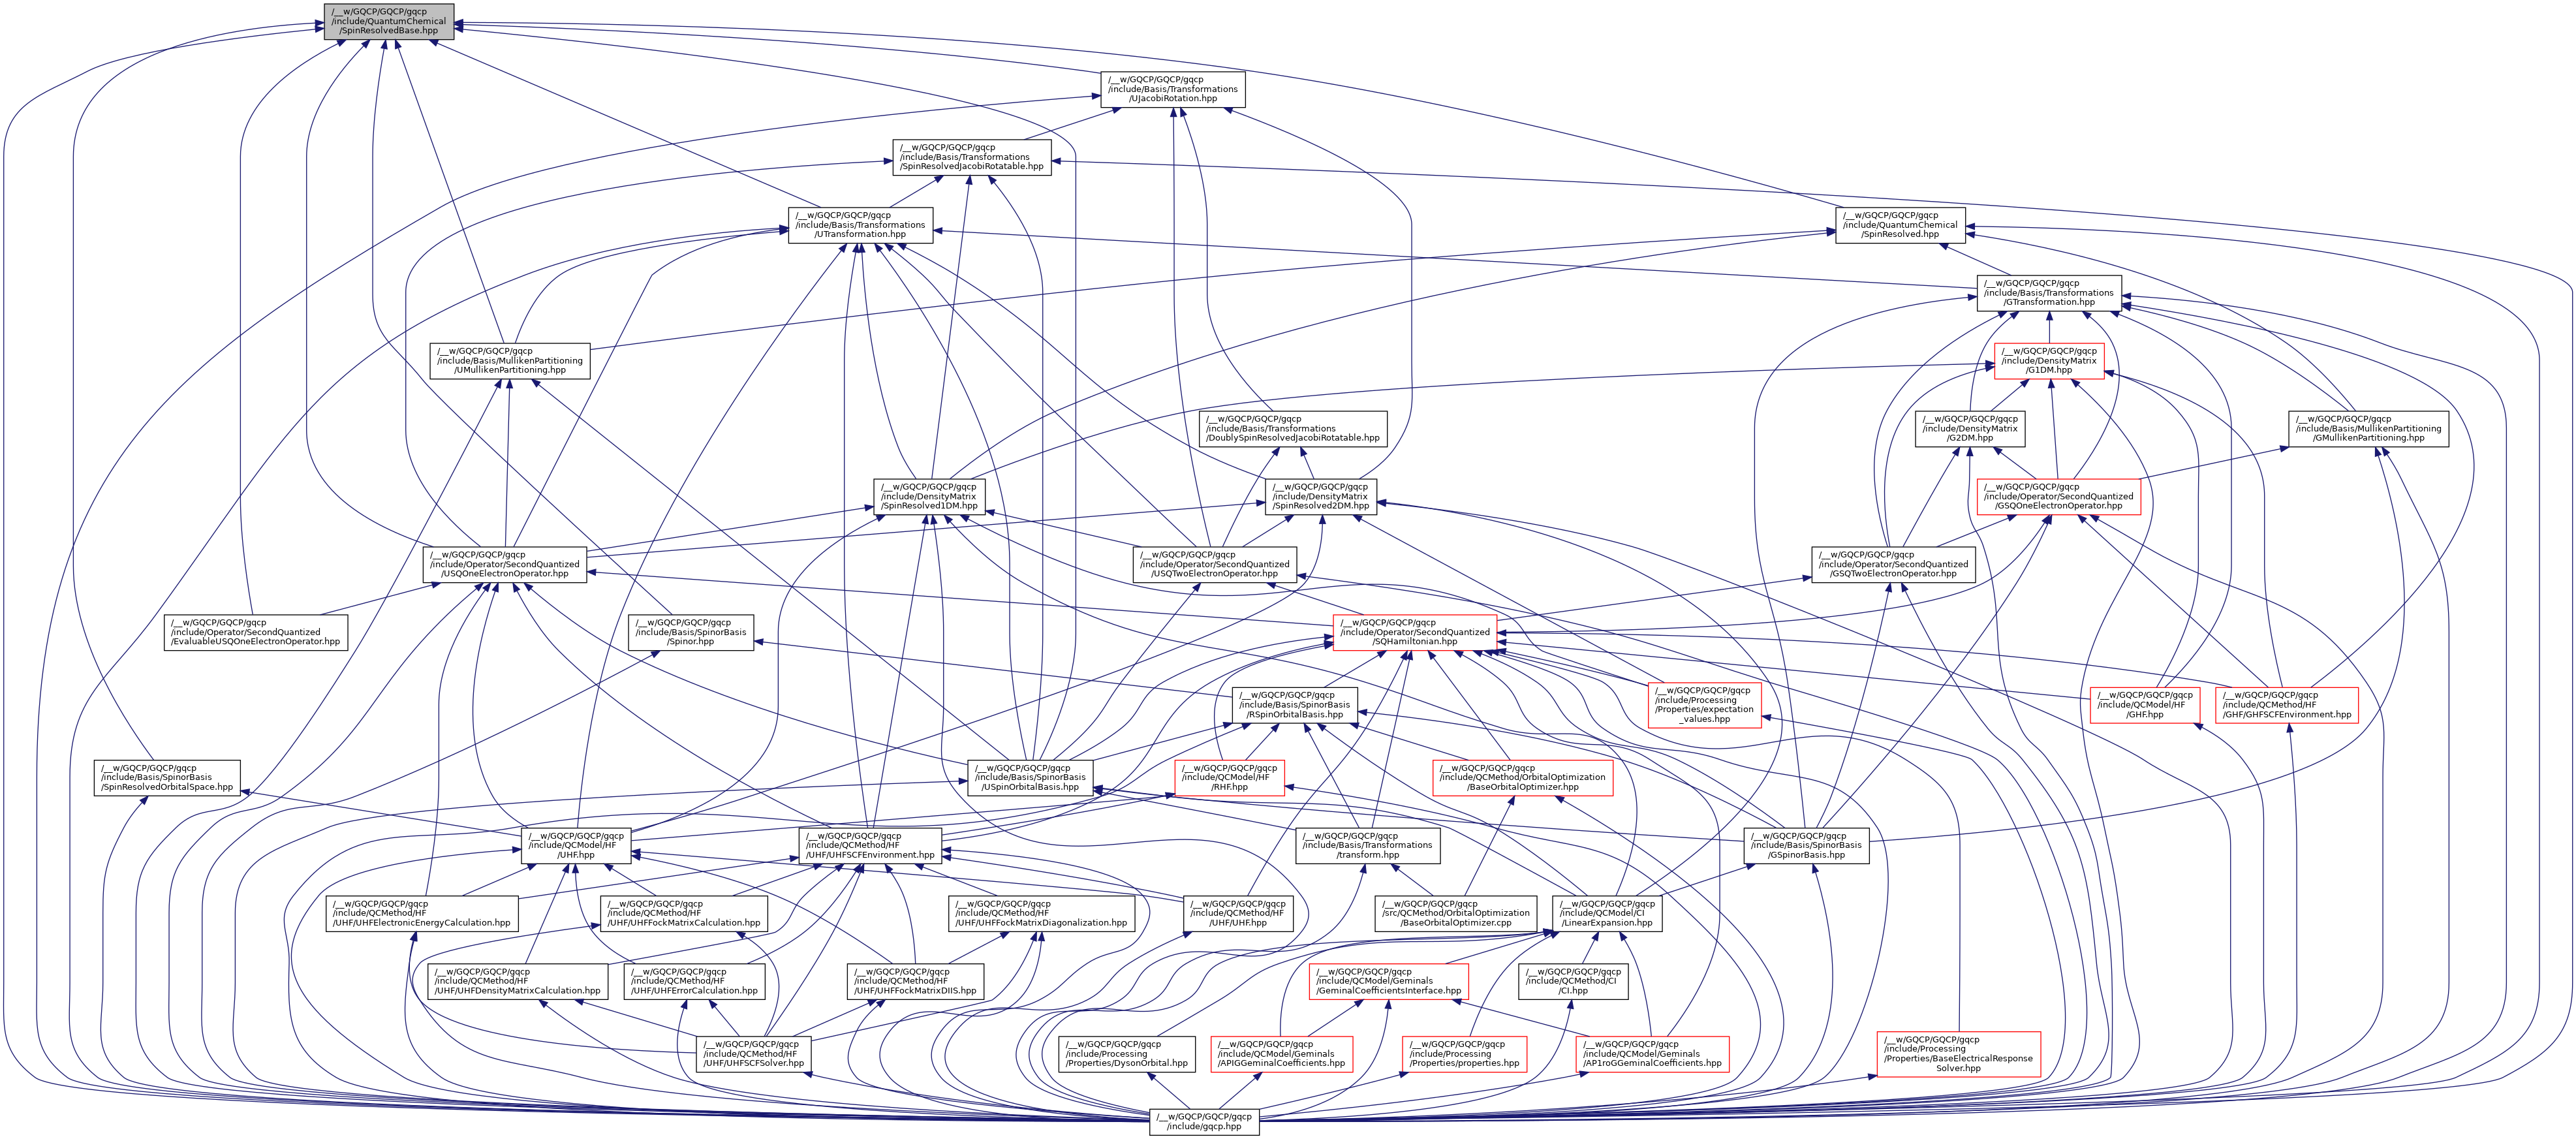 /__w/GQCP/GQCP/gqcp
/include/QuantumChemical
/SpinResolvedBase.hpp
/__w/GQCP/GQCP/gqcp
/include/Basis/Transformations
/UJacobiRotation.hpp
/__w/GQCP/GQCP/gqcp
/include/Basis/Transformations
/SpinResolvedJacobiRotatable.hpp
/__w/GQCP/GQCP/gqcp
/include/Basis/Transformations
/UTransformation.hpp
/__w/GQCP/GQCP/gqcp
/include/QuantumChemical
/SpinResolved.hpp
/__w/GQCP/GQCP/gqcp
/include/Basis/Transformations
/GTransformation.hpp
/__w/GQCP/GQCP/gqcp
/include/Basis/MullikenPartitioning
/UMullikenPartitioning.hpp
/__w/GQCP/GQCP/gqcp
/include/DensityMatrix
/G1DM.hpp
/__w/GQCP/GQCP/gqcp
/include/Basis/Transformations
/DoublySpinResolvedJacobiRotatable.hpp
/__w/GQCP/GQCP/gqcp
/include/DensityMatrix
/G2DM.hpp
/__w/GQCP/GQCP/gqcp
/include/Basis/MullikenPartitioning
/GMullikenPartitioning.hpp
/__w/GQCP/GQCP/gqcp
/include/DensityMatrix
/SpinResolved1DM.hpp
/__w/GQCP/GQCP/gqcp
/include/DensityMatrix
/SpinResolved2DM.hpp
/__w/GQCP/GQCP/gqcp
/include/Operator/SecondQuantized
/GSQOneElectronOperator.hpp
/__w/GQCP/GQCP/gqcp
/include/Operator/SecondQuantized
/USQOneElectronOperator.hpp
/__w/GQCP/GQCP/gqcp
/include/Operator/SecondQuantized
/USQTwoElectronOperator.hpp
/__w/GQCP/GQCP/gqcp
/include/Operator/SecondQuantized
/GSQTwoElectronOperator.hpp
/__w/GQCP/GQCP/gqcp
/include/Operator/SecondQuantized
/EvaluableUSQOneElectronOperator.hpp
/__w/GQCP/GQCP/gqcp
/include/Basis/SpinorBasis
/Spinor.hpp
/__w/GQCP/GQCP/gqcp
/include/Operator/SecondQuantized
/SQHamiltonian.hpp
/__w/GQCP/GQCP/gqcp
/include/Basis/SpinorBasis
/RSpinOrbitalBasis.hpp
/__w/GQCP/GQCP/gqcp
/include/Processing
/Properties/expectation
_values.hpp
/__w/GQCP/GQCP/gqcp
/include/QCModel/HF
/GHF.hpp
/__w/GQCP/GQCP/gqcp
/include/QCMethod/HF
/GHF/GHFSCFEnvironment.hpp
/__w/GQCP/GQCP/gqcp
/include/Basis/SpinorBasis
/SpinResolvedOrbitalSpace.hpp
/__w/GQCP/GQCP/gqcp
/include/Basis/SpinorBasis
/USpinOrbitalBasis.hpp
/__w/GQCP/GQCP/gqcp
/include/QCModel/HF
/RHF.hpp
/__w/GQCP/GQCP/gqcp
/include/QCMethod/OrbitalOptimization
/BaseOrbitalOptimizer.hpp
/__w/GQCP/GQCP/gqcp
/include/QCModel/HF
/UHF.hpp
/__w/GQCP/GQCP/gqcp
/include/QCMethod/HF
/UHF/UHFSCFEnvironment.hpp
/__w/GQCP/GQCP/gqcp
/include/Basis/Transformations
/transform.hpp
/__w/GQCP/GQCP/gqcp
/include/Basis/SpinorBasis
/GSpinorBasis.hpp
/__w/GQCP/GQCP/gqcp
/include/QCMethod/HF
/UHF/UHFElectronicEnergyCalculation.hpp
/__w/GQCP/GQCP/gqcp
/include/QCMethod/HF
/UHF/UHFFockMatrixCalculation.hpp
/__w/GQCP/GQCP/gqcp
/include/QCMethod/HF
/UHF/UHFFockMatrixDiagonalization.hpp
/__w/GQCP/GQCP/gqcp
/include/QCMethod/HF
/UHF/UHF.hpp
/__w/GQCP/GQCP/gqcp
/src/QCMethod/OrbitalOptimization
/BaseOrbitalOptimizer.cpp
/__w/GQCP/GQCP/gqcp
/include/QCModel/CI
/LinearExpansion.hpp
/__w/GQCP/GQCP/gqcp
/include/QCMethod/HF
/UHF/UHFDensityMatrixCalculation.hpp
/__w/GQCP/GQCP/gqcp
/include/QCMethod/HF
/UHF/UHFErrorCalculation.hpp
/__w/GQCP/GQCP/gqcp
/include/QCMethod/HF
/UHF/UHFFockMatrixDIIS.hpp
/__w/GQCP/GQCP/gqcp
/include/QCModel/Geminals
/GeminalCoefficientsInterface.hpp
/__w/GQCP/GQCP/gqcp
/include/QCMethod/CI
/CI.hpp
/__w/GQCP/GQCP/gqcp
/include/QCMethod/HF
/UHF/UHFSCFSolver.hpp
/__w/GQCP/GQCP/gqcp
/include/Processing
/Properties/DysonOrbital.hpp
/__w/GQCP/GQCP/gqcp
/include/QCModel/Geminals
/APIGGeminalCoefficients.hpp
/__w/GQCP/GQCP/gqcp
/include/Processing
/Properties/properties.hpp
/__w/GQCP/GQCP/gqcp
/include/QCModel/Geminals
/AP1roGGeminalCoefficients.hpp
/__w/GQCP/GQCP/gqcp
/include/Processing
/Properties/BaseElectricalResponse
Solver.hpp
/__w/GQCP/GQCP/gqcp
/include/gqcp.hpp